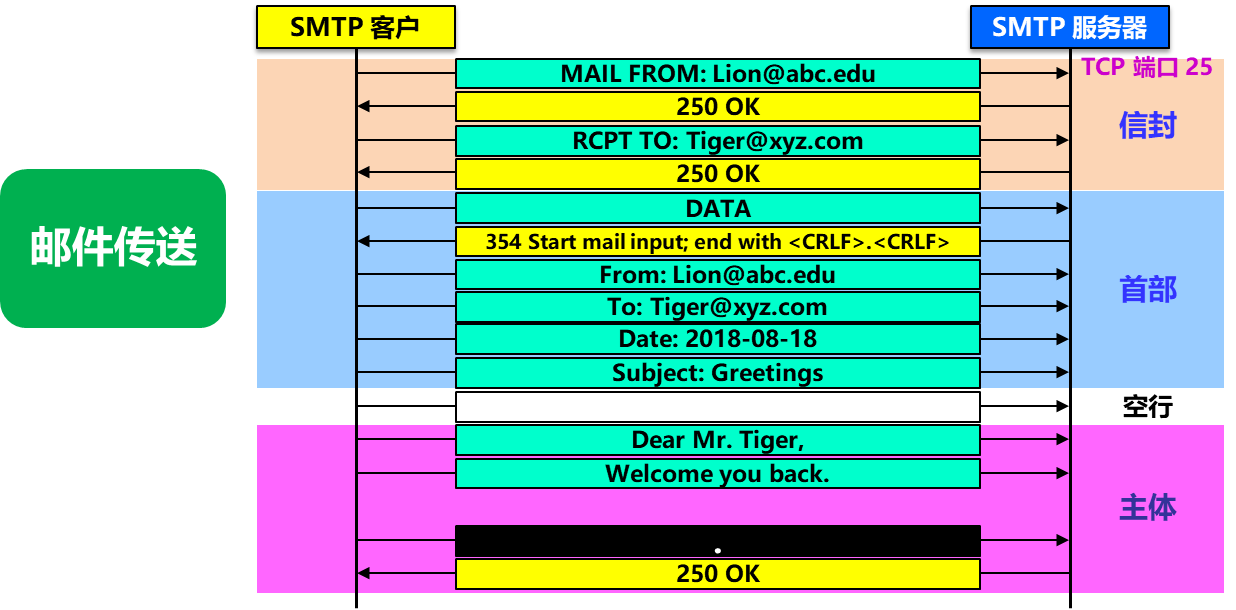 SMTP 客户
SMTP 服务器
MAIL FROM: Lion@abc.edu
TCP 端口 25
250 OK
信封
RCPT TO: Tiger@xyz.com
250 OK
邮件传送
DATA
354 Start mail input; end with <CRLF>.<CRLF>
From: Lion@abc.edu
首部
To: Tiger@xyz.com
Date: 2018-08-18
Subject: Greetings
空行
Dear Mr. Tiger,
Welcome you back.
主体
.
250 OK